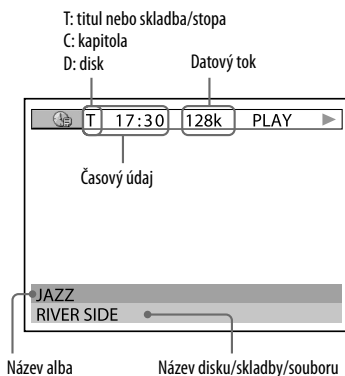 T: titul nebo skladba/stopa
C: kapitola
D: disk
Datový tok
T 17:30 128k PLAY
Časový údaj
JAZZ
RIVER SIDE
Název alba
Název disku/skladby/souboru